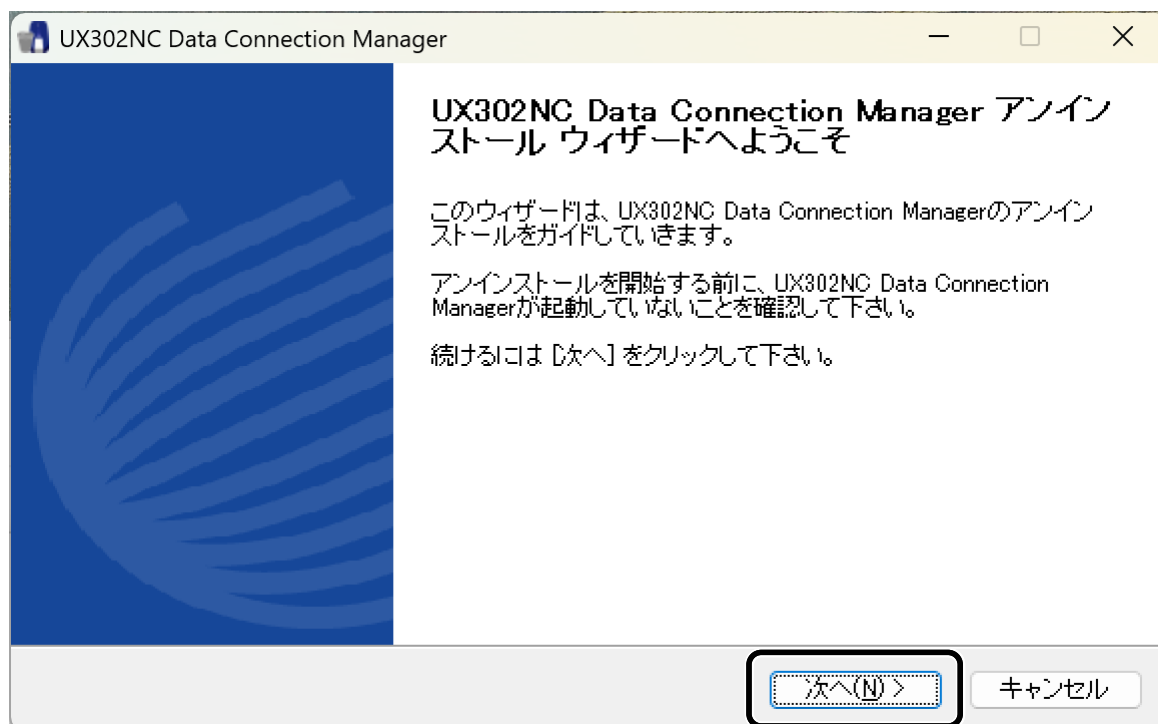 UX302NC Data Connection Manager
UX302NC Data Connection Manager アンイン
ストール ウィザードへようこそ
このウィザードは、UX302NC Data Connection Managerのアンイン
ストールをガイドしていきます。
アンインストールを開始する前に、UX302NC Data Connection
Managerが起動していないことを確認して下さい。
続けるには [次へ] をクリックして下さい。
次へ(N) >
キャンセル